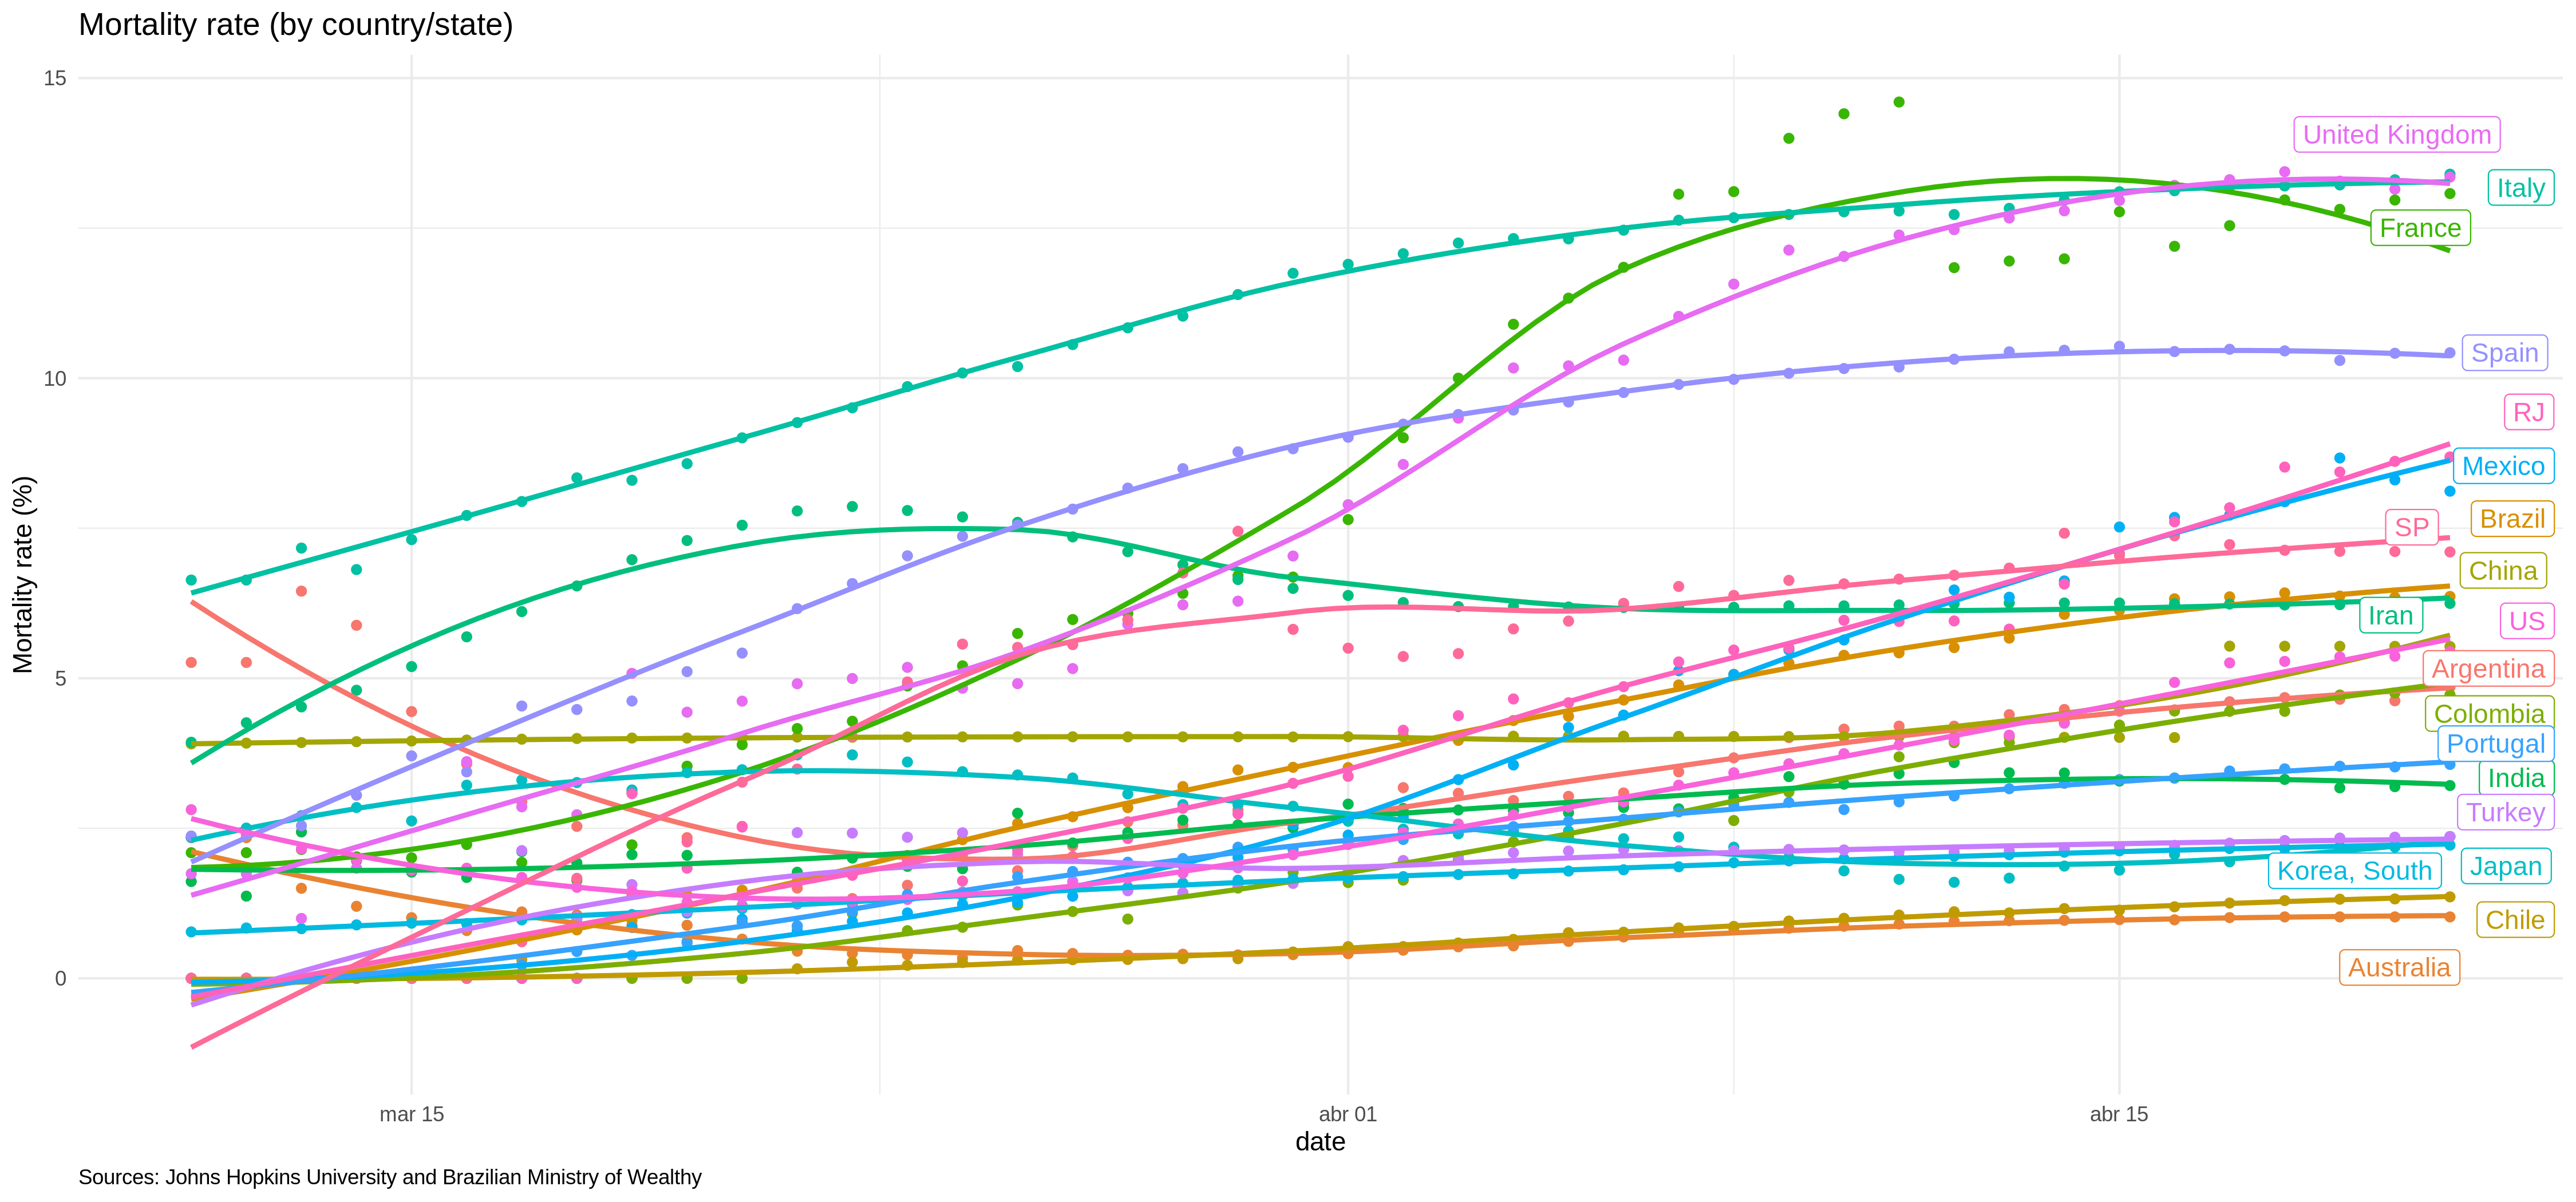 Mortality rate (by country/state)
15
10
5
0
Mortality rate (%)
United Kingdom
Italy
France
Spain
RJ
Mexico
Brazil
SP
China
Iran
US
Argentina
Colombia
Portugal
India
Turkey
Korea, South
Japan
Chile
Australia
mar 15
abr 01
abr 15
date
Sources: Johns Hopkins University and Brazilian Ministry of Wealthy